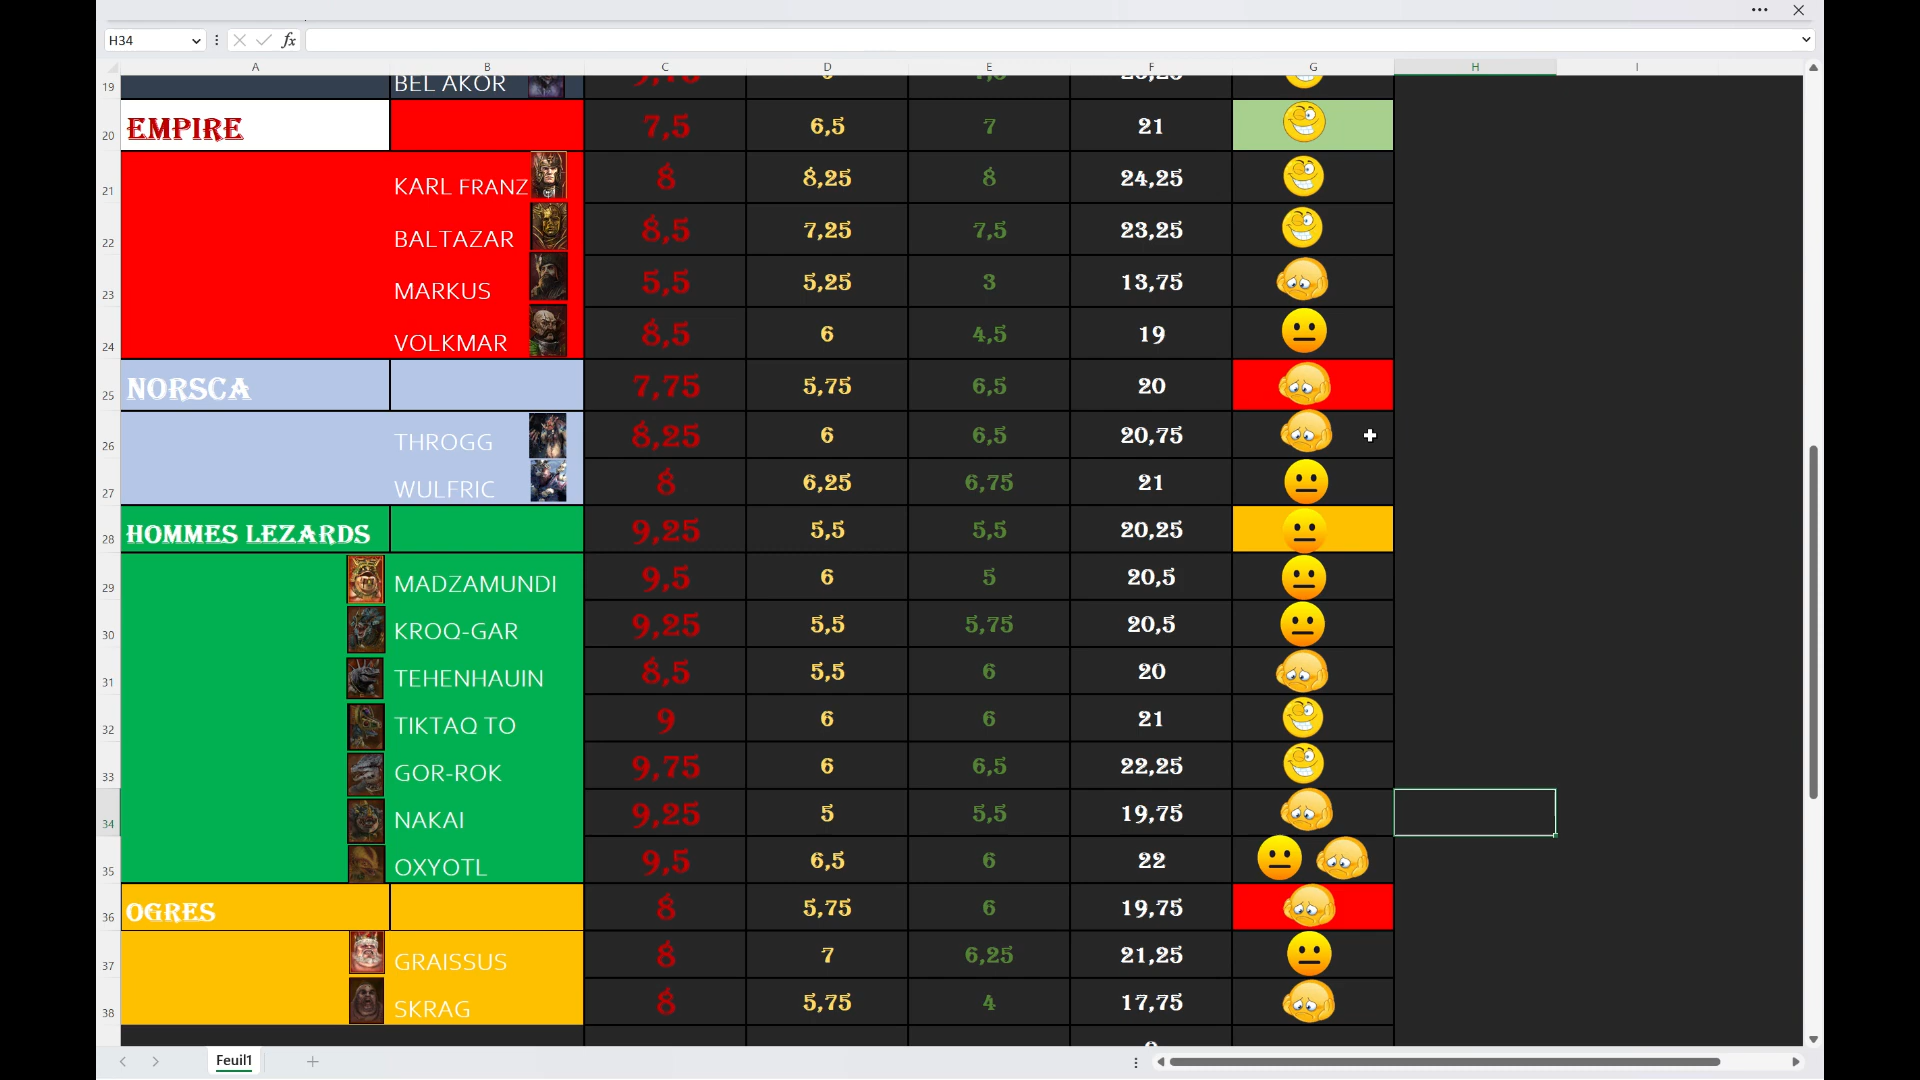 H34 fx
A B C D E F G H I
19 BEL AKOR
20 EMPIRE 7,5 6,5 7 21
21 KARL FRANZ 8 8,25 8 24,25
22 BALTAZAR 8,5 7,25 7,5 23,25
23 MARKUS 5,5 5,25 3 13,75
24 VOLKMAR 8,5 6 4,5 19
25 NORSCA 7,75 5,75 6,5 20
26 THROGG 8,25 6 6,5 20,75
27 WULFRIC 8 6,25 6,75 21
28 HOMMES LEZARDS 9,25 5,5 5,5 20,25
29 MADZAMUNDI 9,5 6 5 20,5
30 KROQ-GAR 9,25 5,5 5,75 20,5
31 TEHENHAUIN 8,5 5,5 6 20
32 TIKTAQ TO 9 6 6 21
33 GOR-ROK 9,75 6 6,5 22,25
34 NAKAI 9,25 5 5,5 19,75
35 OXYOTL 9,5 6,5 6 22
36 OGRES 8 5,75 6 19,75
37 GRAISSUS 8 7 6,25 21,25
38 SKRAG 8 5,75 4 17,75
Feuil1